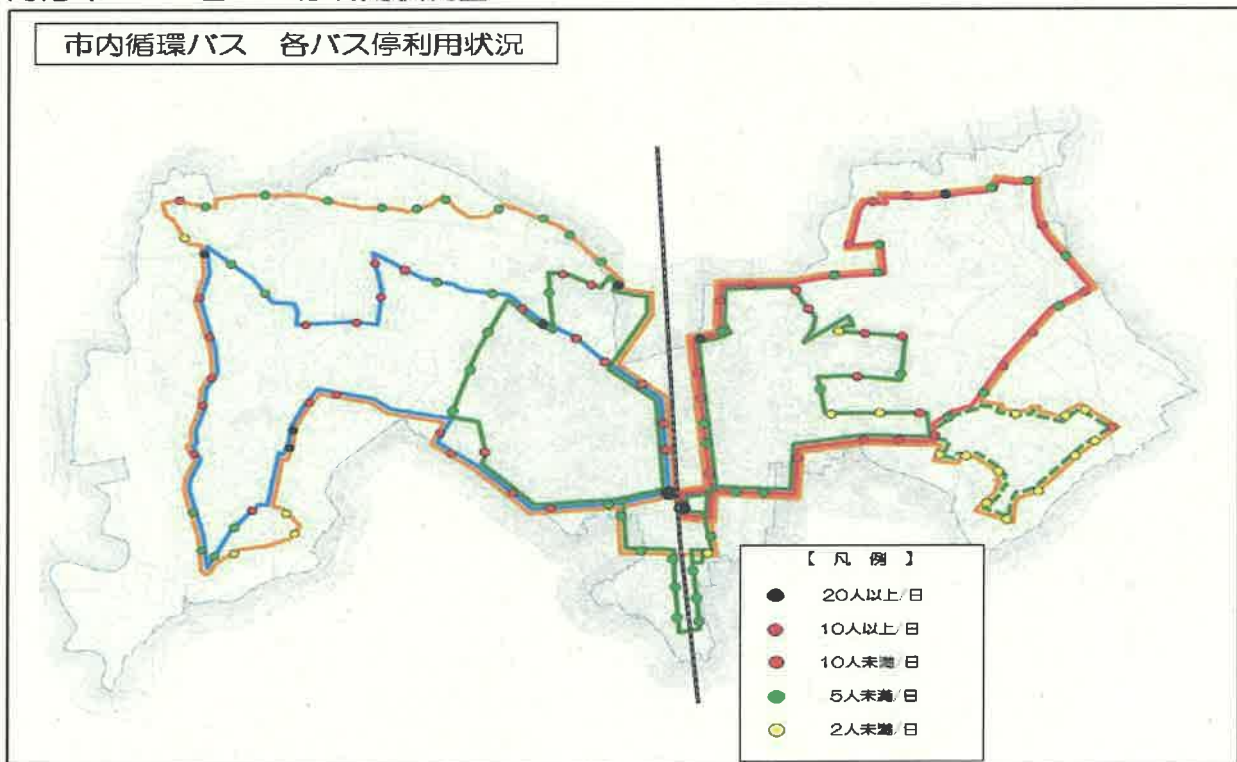 市内循環バス 各バス停利用状況
【 凡 例 】
20人以上/日
10人以上/日
10人未満/日
5人未満/日
2人未満/日